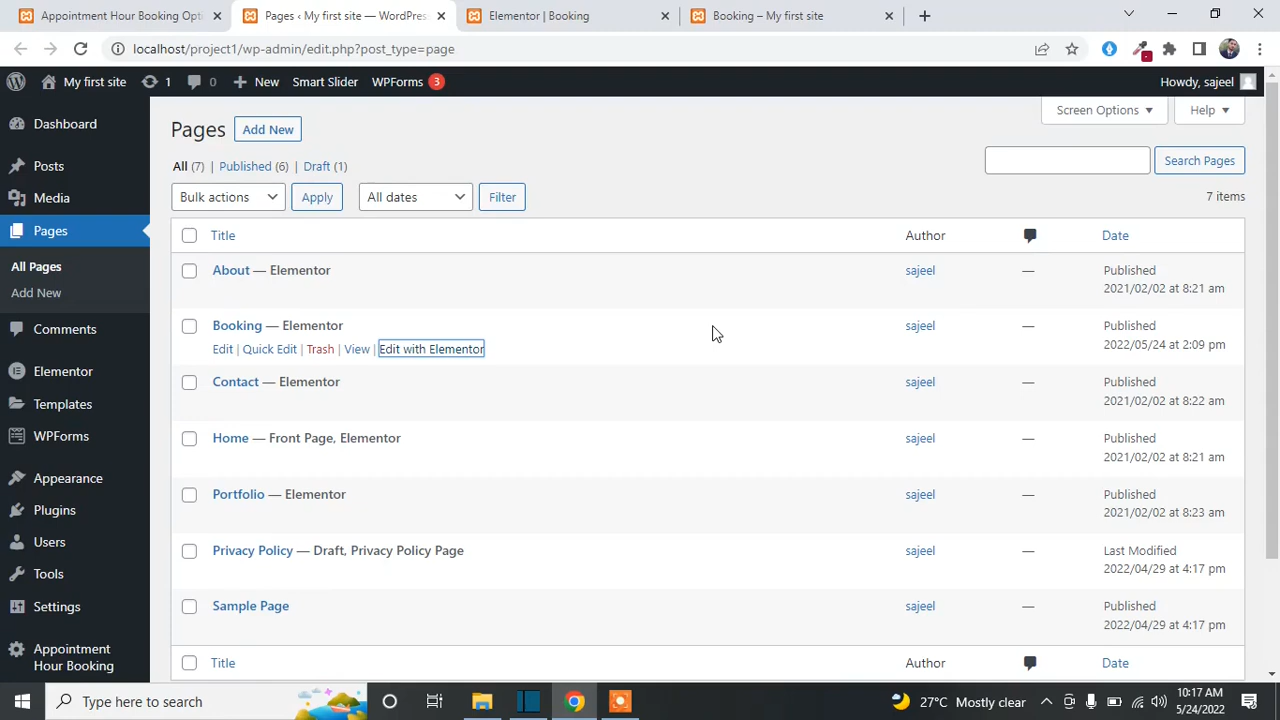 Appointment Hour Booking Opti
Pages ‹ My first site — WordPres
Elementor | Booking
Booking – My first site
localhost/project1/wp-admin/edit.php?post_type=page
My first site
1
0
New
Smart Slider
WPForms 3
Howdy, sajeel
Dashboard
Posts
Media
Pages
All Pages
Add New
Comments
Elementor
Templates
WPForms
Appearance
Plugins
Users
Tools
Settings
Appointment
Hour Booking
Screen Options
Help
Pages
Add New
All (7) | Published (6) | Draft (1)
Search Pages
Bulk actions
Apply
All dates
Filter
7 items
Title
Author
Date
About — Elementor
sajeel
—
Published
2021/02/02 at 8:21 am
Booking — Elementor
Edit | Quick Edit | Trash | View | Edit with Elementor
sajeel
—
Published
2022/05/24 at 2:09 pm
Contact — Elementor
sajeel
—
Published
2021/02/02 at 8:22 am
Home — Front Page, Elementor
sajeel
—
Published
2021/02/02 at 8:21 am
Portfolio — Elementor
sajeel
—
Published
2021/02/02 at 8:23 am
Privacy Policy — Draft, Privacy Policy Page
sajeel
—
Last Modified
2022/04/29 at 4:17 pm
Sample Page
sajeel
—
Published
2022/04/29 at 4:17 pm
Title
Author
Date
Type here to search
27°C Mostly clear
10:17 AM
5/24/2022